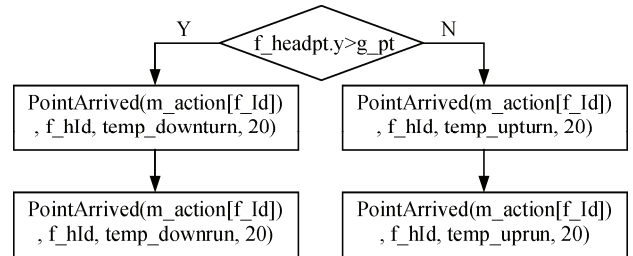 Y
f_headpt.y>g_pt
N
PointArrived(m_action[f_Id])
, f_hId, temp_downturn, 20)
PointArrived(m_action[f_Id])
, f_hId, temp_upturn, 20)
PointArrived(m_action[f_Id])
, f_hId, temp_downrun, 20)
PointArrived(m_action[f_Id])
, f_hId, temp_uprun, 20)